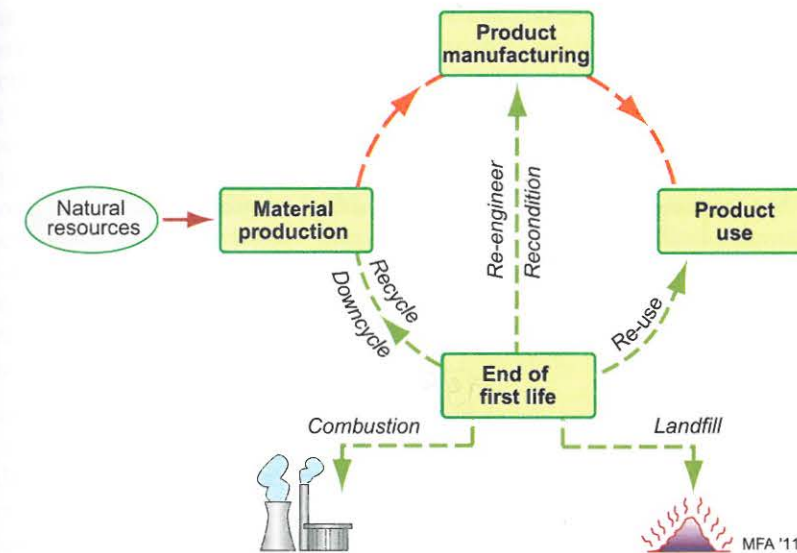 Product
manufacturing
Natural
resources
Material
production
Product
use
Re-engineer
Recondition
Recycle
Downcycle
Re-use
End of
first life
Combustion
Landfill
MFA '11